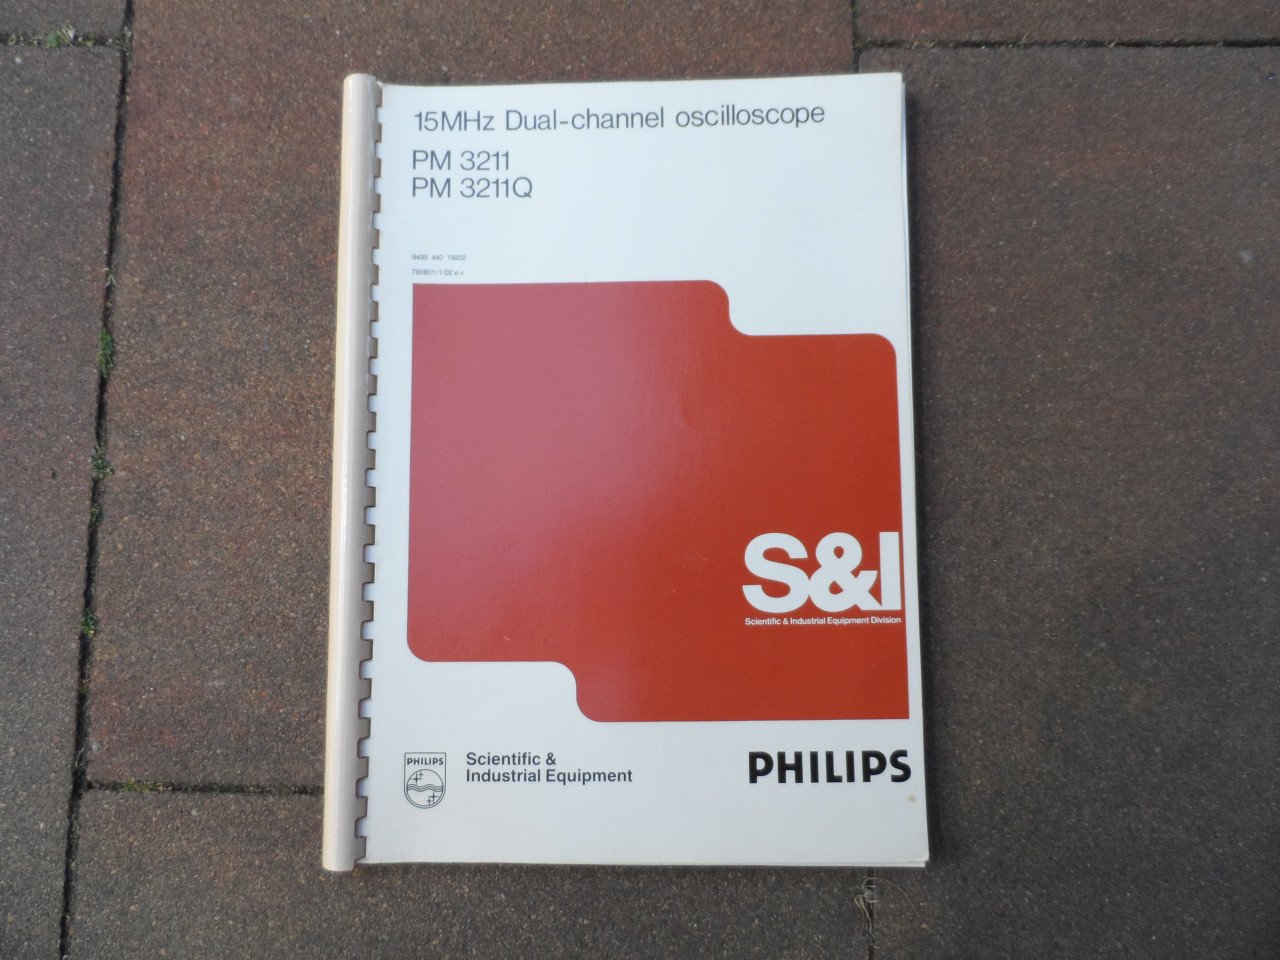 15MHz Dual-channel oscilloscope
PM 3211
PM 3211Q
9499 440 19202
780801/1/02 e.v.
S&I
Scientific & Industrial Equipment Division
PHILIPS
Scientific &
Industrial Equipment
PHILIPS